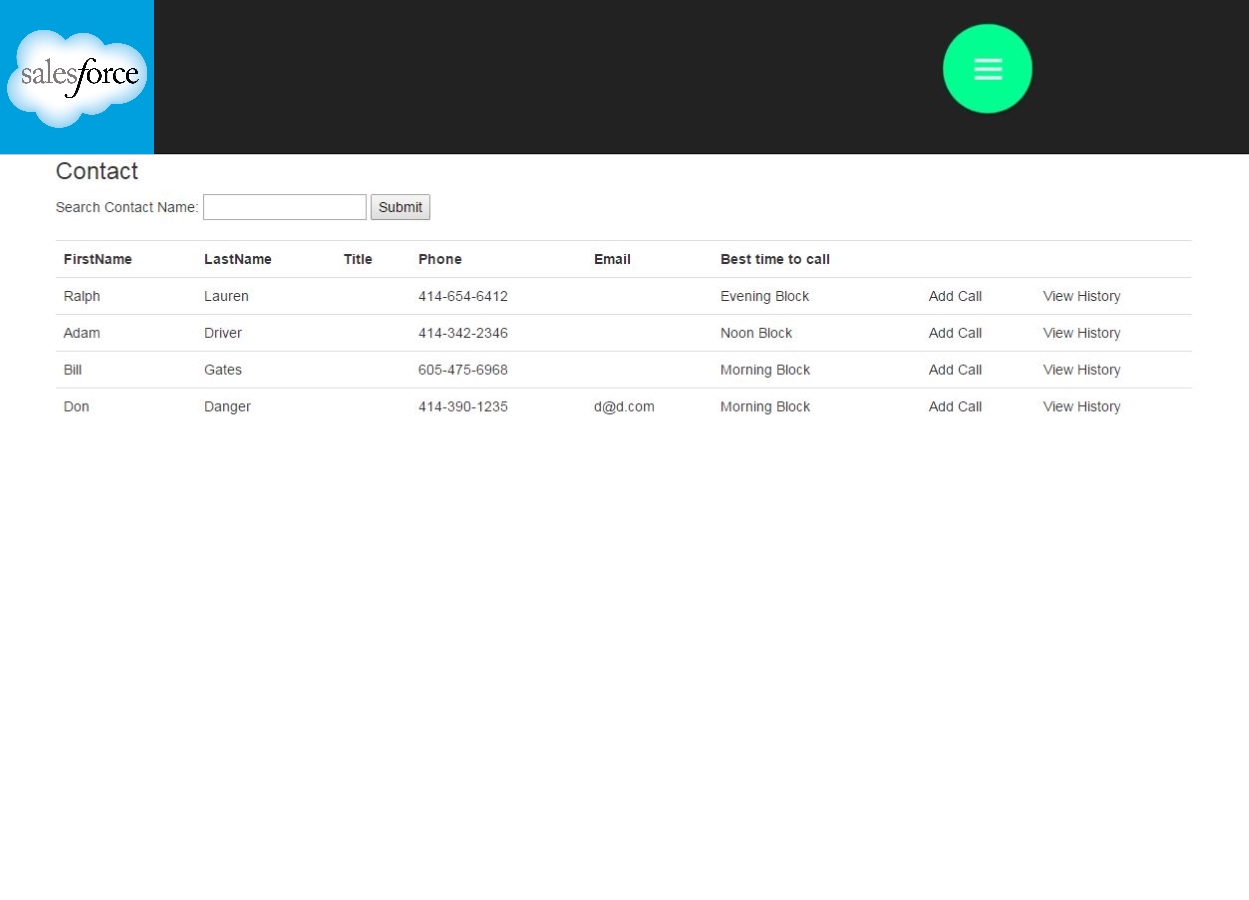 salesforce
Contact
Search Contact Name: Submit
FirstName LastName Title Phone Email Best time to call
Ralph Lauren 414-654-6412 Evening Block Add Call View History
Adam Driver 414-342-2346 Noon Block Add Call View History
Bill Gates 605-475-6968 Morning Block Add Call View History
Don Danger 414-390-1235 d@d.com Morning Block Add Call View History